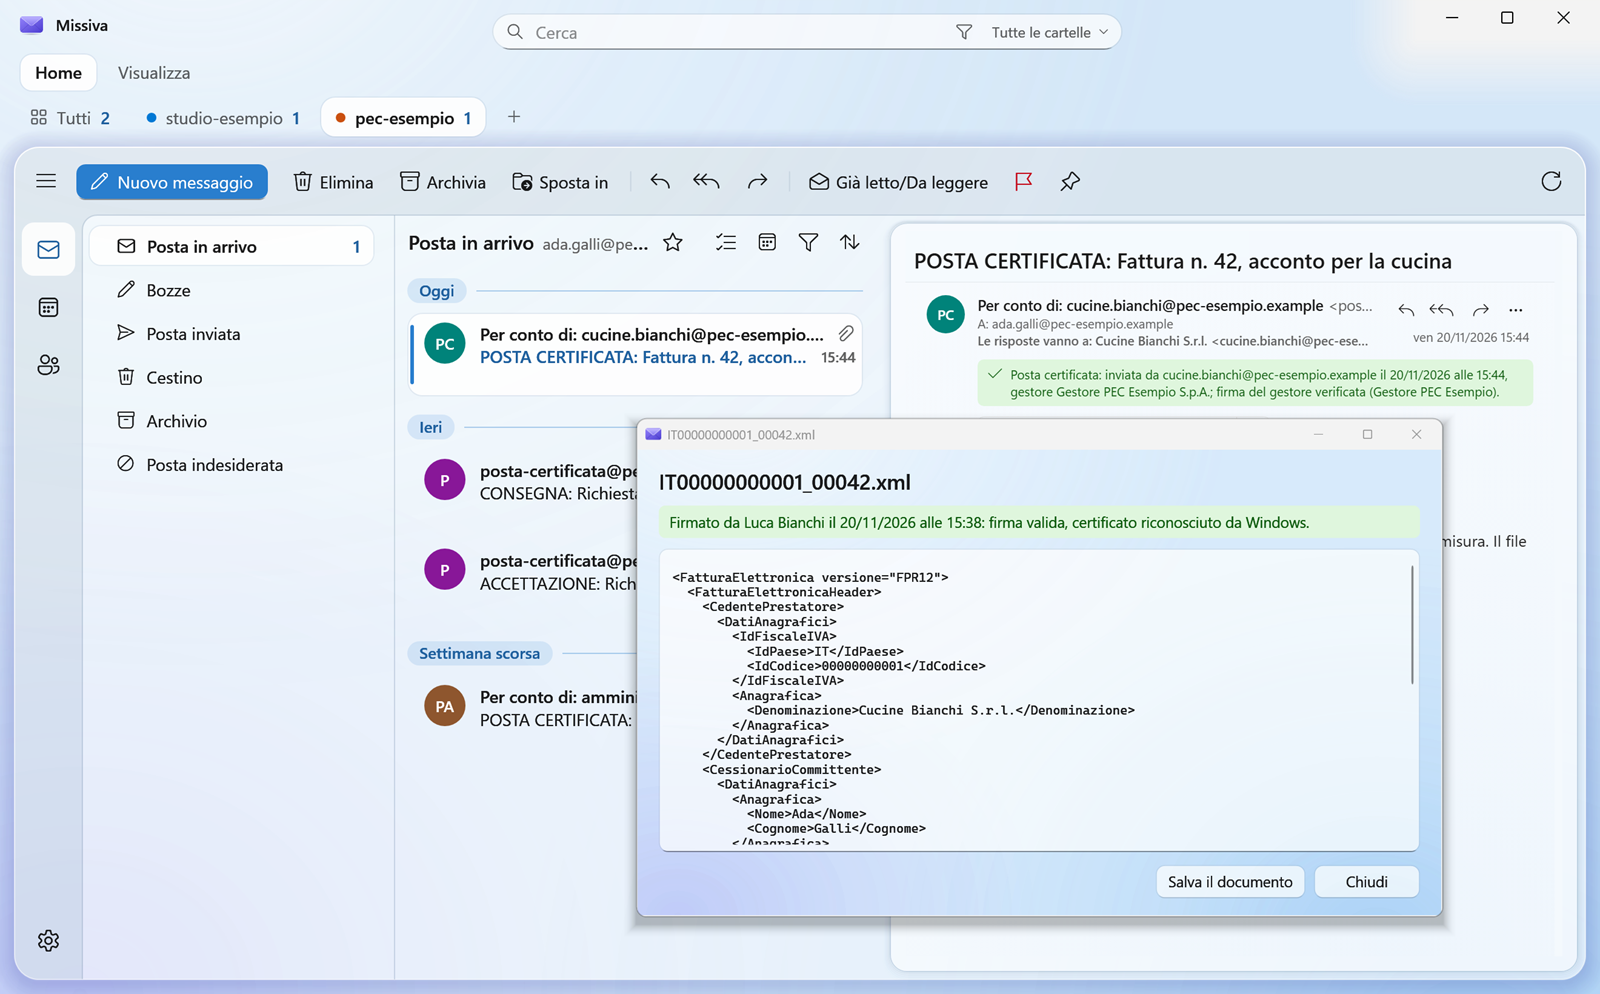 Missiva
Cerca
Tutte le cartelle
Home
Visualizza
Tutti 2
studio-esempio 1
pec-esempio 1
Nuovo messaggio
Elimina
Archivia
Sposta in
Già letto/Da leggere
Posta in arrivo 1
Bozze
Posta inviata
Cestino
Archivio
Posta indesiderata
Posta in arrivo ada.galli@pe...
Oggi
PC
Per conto di: cucine.bianchi@pec-esempio....
POSTA CERTIFICATA: Fattura n. 42, accon... 15:44
Ieri
P
posta-certificata@pe
CONSEGNA: Richiesta
P
posta-certificata@pe
ACCETTAZIONE: Rich
Settimana scorsa
PA
Per conto di: ammini
POSTA CERTIFICATA:
POSTA CERTIFICATA: Fattura n. 42, acconto per la cucina
PC
Per conto di: cucine.bianchi@pec-esempio.example <pos...
A: ada.galli@pec-esempio.example
Le risposte vanno a: Cucine Bianchi S.r.l. <cucine.bianchi@pec-ese...
ven 20/11/2026 15:44
Posta certificata: inviata da cucine.bianchi@pec-esempio.example il 20/11/2026 alle 15:44,
gestore Gestore PEC Esempio S.p.A.; firma del gestore verificata (Gestore PEC Esempio).
misura. Il file
IT00000000001_00042.xml
IT00000000001_00042.xml
Firmato da Luca Bianchi il 20/11/2026 alle 15:38: firma valida, certificato riconosciuto da Windows.
<FatturaElettronica versione="FPR12">
<FatturaElettronicaHeader>
<CedentePrestatore>
<DatiAnagrafici>
<IdFiscaleIVA>
<IdPaese>IT</IdPaese>
<IdCodice>00000000001</IdCodice>
</IdFiscaleIVA>
<Anagrafica>
<Denominazione>Cucine Bianchi S.r.l.</Denominazione>
</Anagrafica>
</DatiAnagrafici>
</CedentePrestatore>
<CessionarioCommittente>
<DatiAnagrafici>
<Anagrafica>
<Nome>Ada</Nome>
<Cognome>Galli</Cognome>
</Anagrafica>
Salva il documento
Chiudi